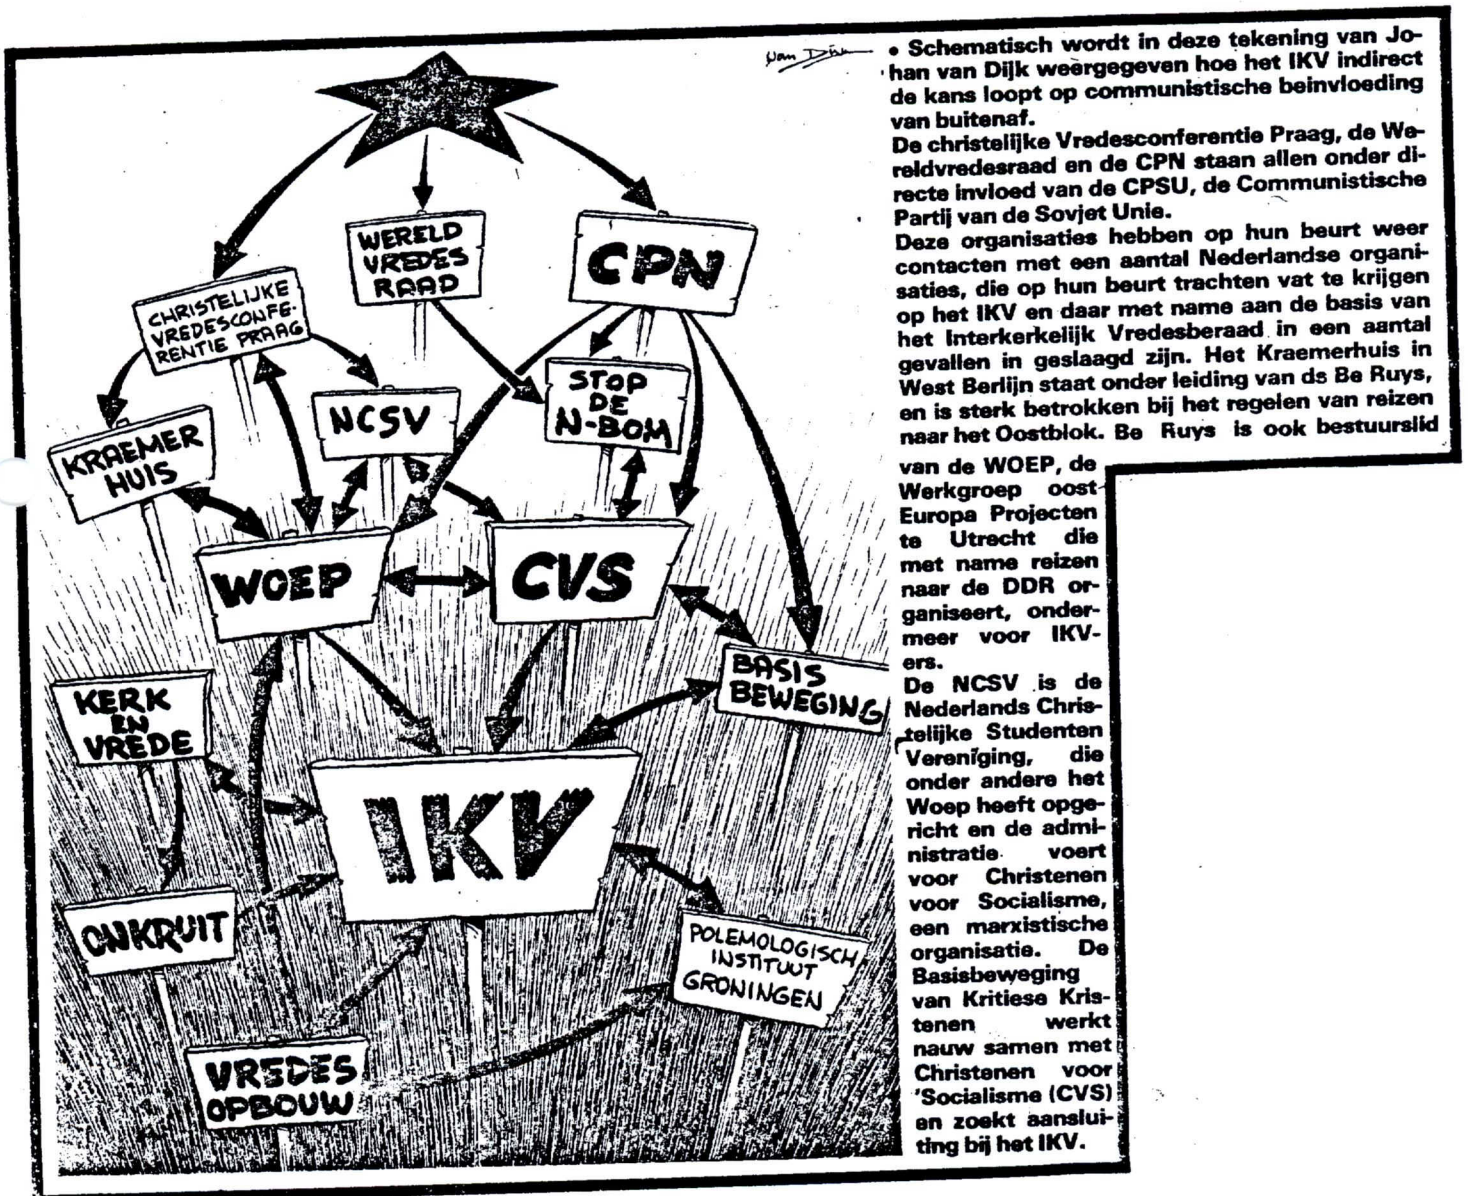 van Dijk
• Schematisch wordt in deze tekening van Jo-
han van Dijk weergegeven hoe het IKV indirect
de kans loopt op communistische beinvloeding
van buitenaf.
De christelijke Vredesconferentie Praag, de We-
reldvredesraad en de CPN staan allen onder di-
recte invloed van de CPSU, de Communistische
Partij van de Sovjet Unie.
Deze organisaties hebben op hun beurt weer
contacten met een aantal Nederlandse organi-
saties, die op hun beurt trachten vat te krijgen
op het IKV en daar met name aan de basis van
het Interkerkelijk Vredesberaad in een aantal
gevallen in geslaagd zijn. Het Kraemerhuis in
West Berlijn staat onder leiding van ds Be Ruys,
en is sterk betrokken bij het regelen van reizen
naar het Oostblok. Be Ruys is ook bestuurslid
van de WOEP, de
Werkgroep oost-
Europa Projecten
te Utrecht die
met name reizen
naar de DDR or-
ganiseert, onder-
meer voor IKV-
ers.
De NCSV is de
Nederlands Chris-
telijke Studenten
Vereniging, die
onder andere het
Woep heeft opge-
richt en de admi-
nistratie voert
voor Christenen
voor Socialisme,
een marxistische
organisatie. De
Basisbeweging
van Kritiese Kris-
tenen werkt
nauw samen met
Christenen voor
'Socialisme (CVS)
en zoekt aanslui-
ting bij het IKV.
WERELD
VREDES
RAAD
CPN
CHRISTELIJKE
VREDESCONFE-
RENTIE PRAAG
NCSV
STOP
DE
N-BOM
KRAEMER
HUIS
WOEP
CVS
BASIS
BEWEGING
KERK
EN
VREDE
IKV
ONKRUIT
POLEMOLOGISCH
INSTITUUT
GRONINGEN
VREDES
OPBOUW